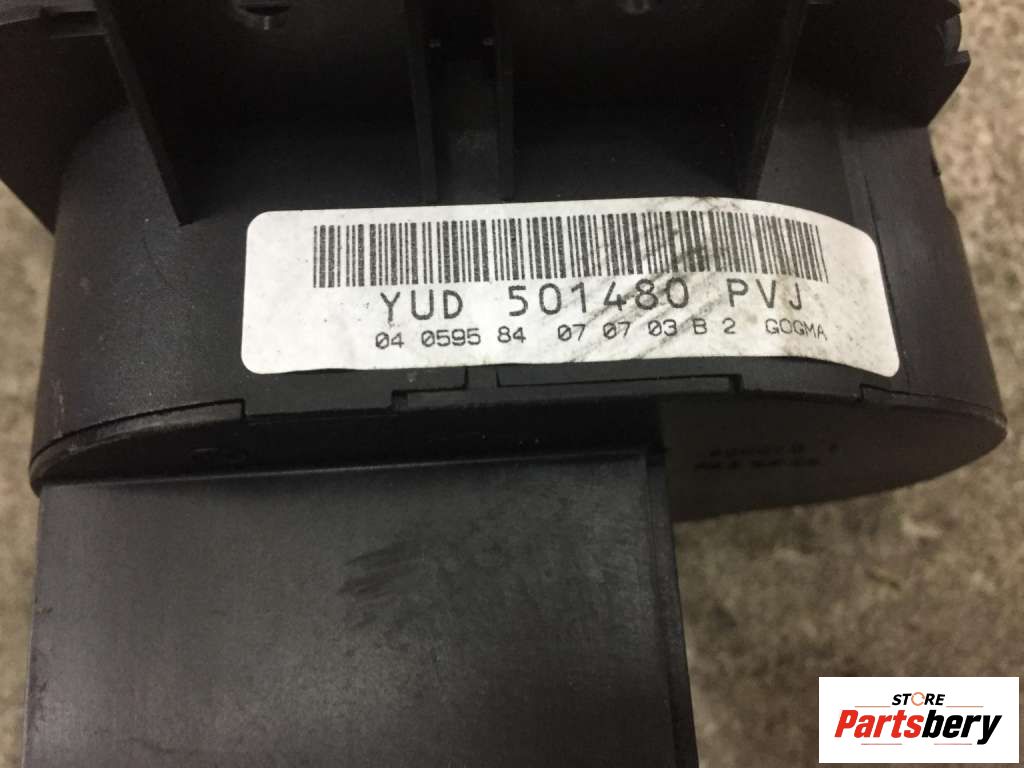 YUD 501480 PVJ
04 0595 84 07 07 03 B 2 GOGMA
STORE
Partsbery